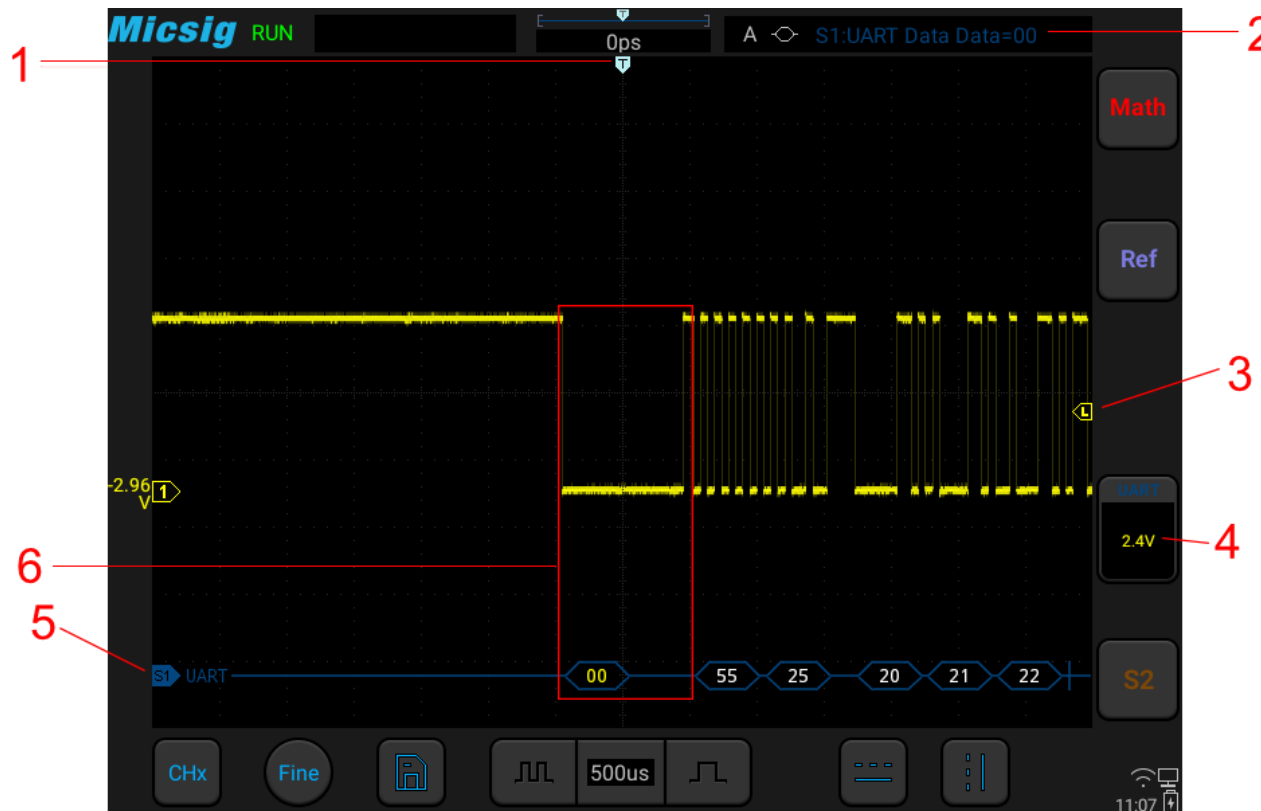 Micsig RUN
0ps
A S1:UART Data Data=00
2
1
T
T
Math
Ref
3
L
-2.96
V
1
UART
2.4V
4
6
5
S1 UART
00 55 25 20 21 22
S2
CHx Fine 500us
11:07